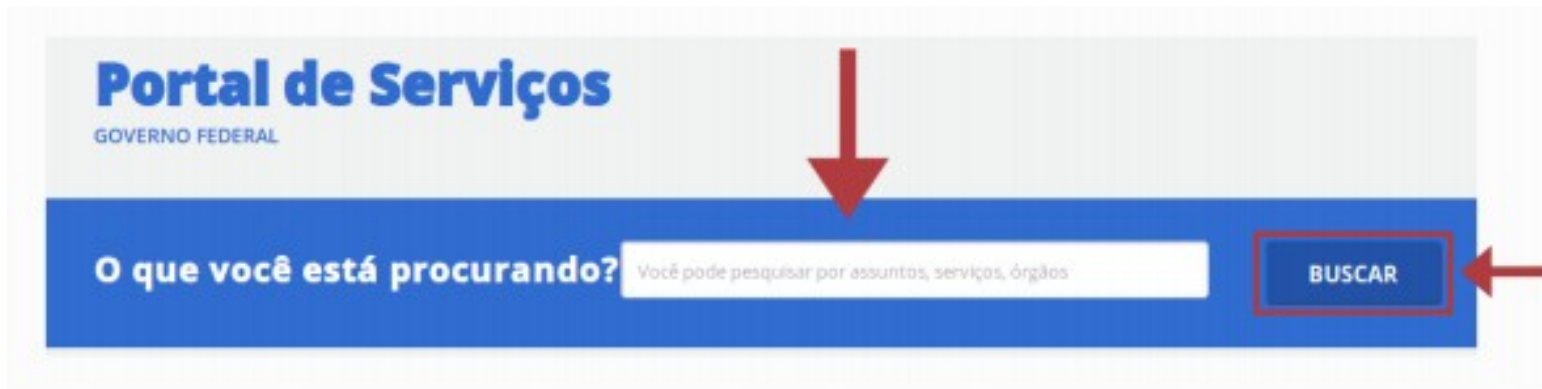 Portal de Serviços
GOVERNO FEDERAL
O que você está procurando? Você pode pesquisar por assuntos, serviços, órgãos BUSCAR